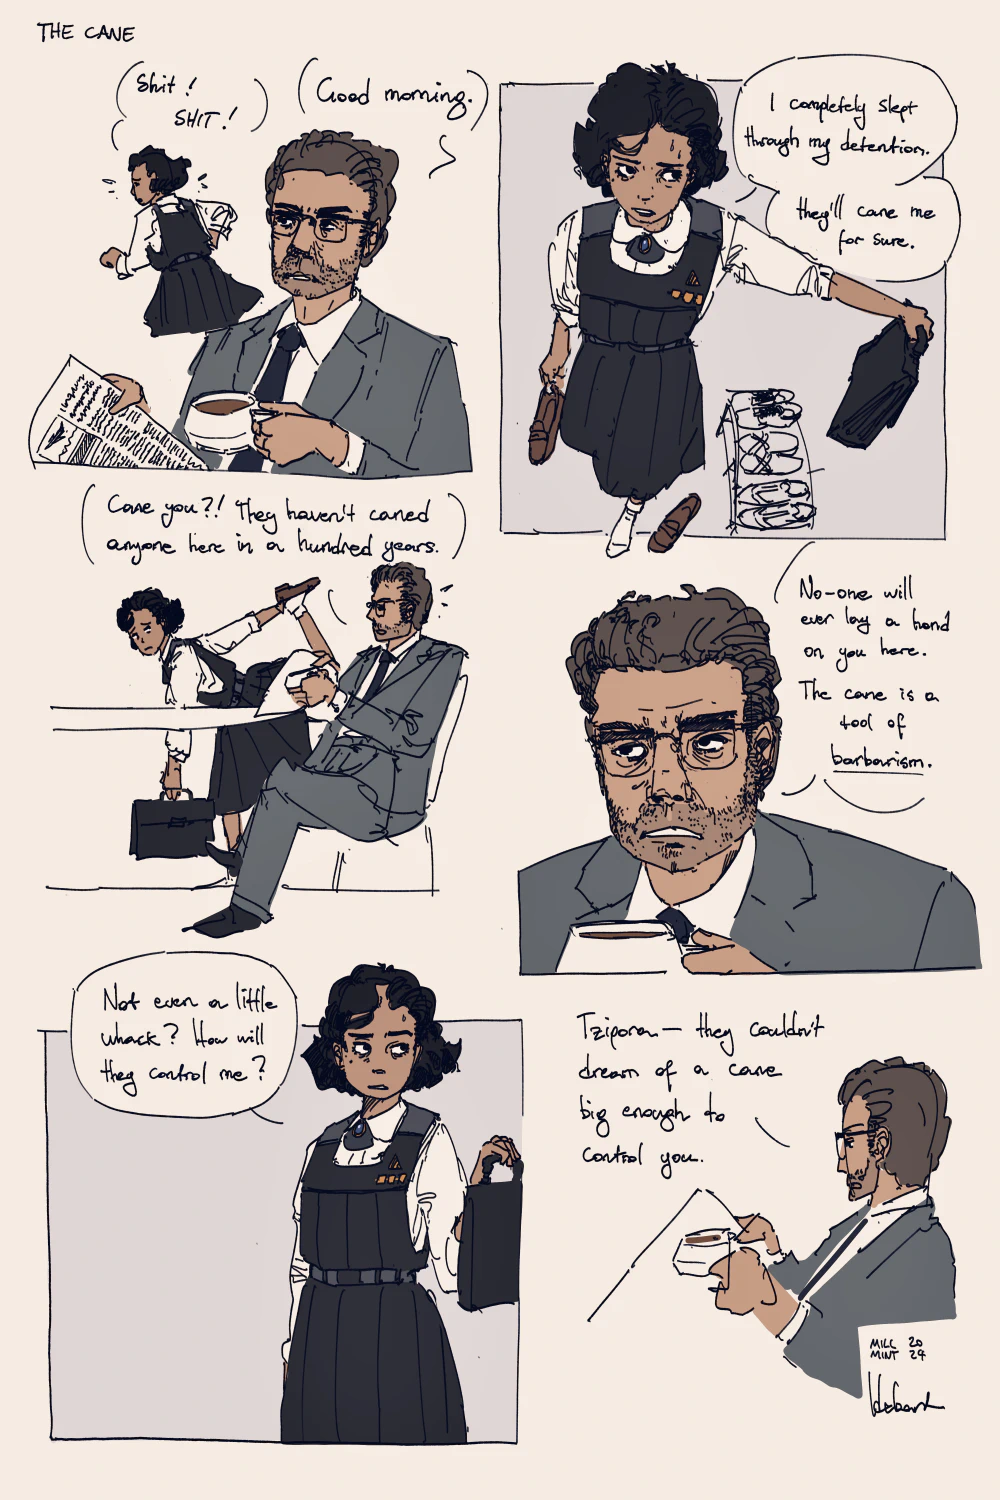 THE CANE
Shit!
SHIT!
Good morning.
I completely slept
through my detention.
they'll cane me
for sure.
Cane you?! They haven't caned
anyone here in a hundred years.
No-one will
ever lay a hand
on you here.
The cane is a
tool of
barbarism.
Not even a little
whack? How will
they control me?
Tzipora— they couldn't
dream of a cane
big enough to
control you.
MILL 20
MINT 24